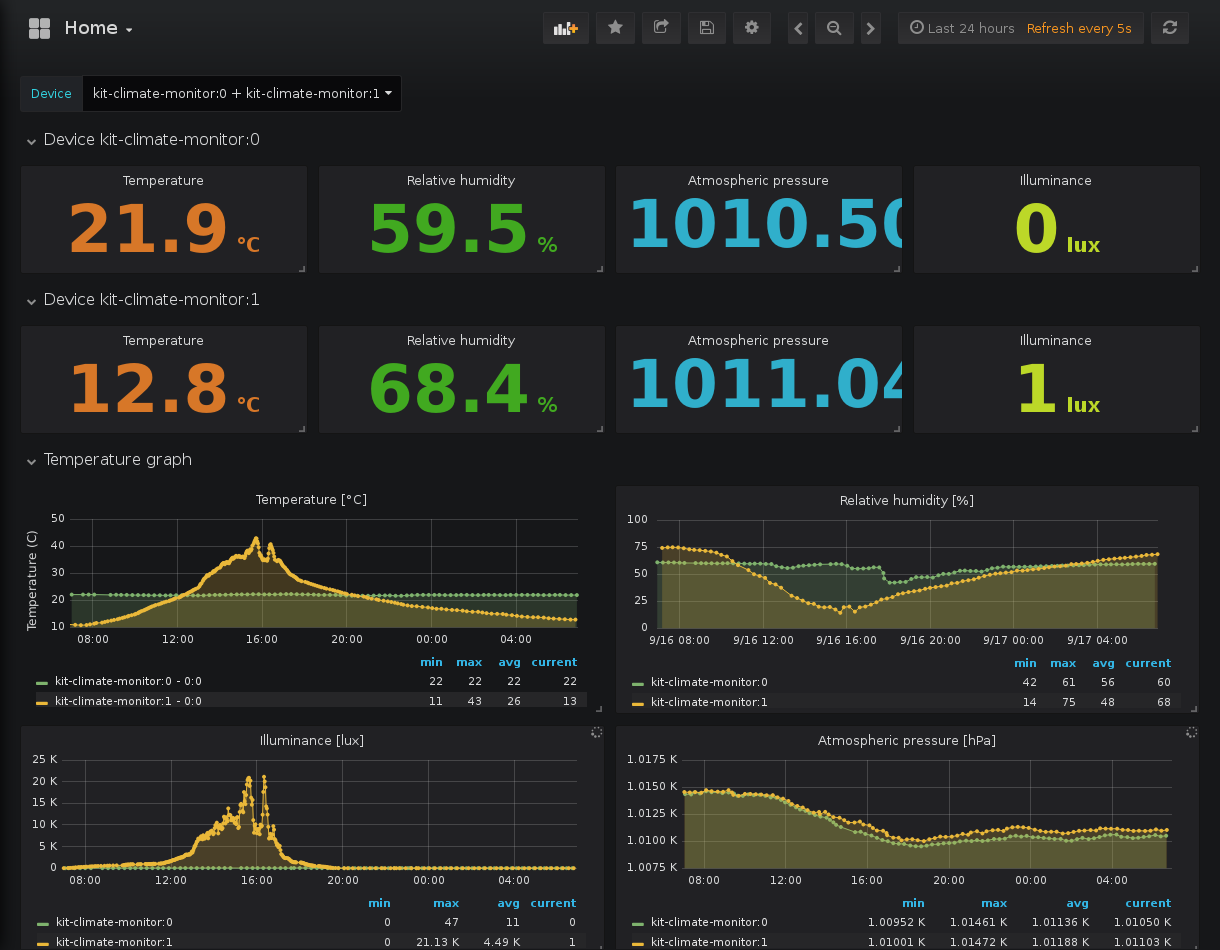 Home
Last 24 hours Refresh every 5s
Device kit-climate-monitor:0 + kit-climate-monitor:1
Device kit-climate-monitor:0
Temperature Relative humidity Atmospheric pressure Illuminance
21.9 °C 59.5 % 1010.50 0 lux
Device kit-climate-monitor:1
Temperature Relative humidity Atmospheric pressure Illuminance
12.8 °C 68.4 % 1011.04 1 lux
Temperature graph
Temperature [°C]
Temperature (C)
50
40
30
20
10
08:00 12:00 16:00 20:00 00:00 04:00
min max avg current
kit-climate-monitor:0 - 0:0 22 22 22 22
kit-climate-monitor:1 - 0:0 11 43 26 13
Relative humidity [%]
100
75
50
25
0
9/16 08:00 9/16 12:00 9/16 16:00 9/16 20:00 9/17 00:00 9/17 04:00
min max avg current
kit-climate-monitor:0 42 61 56 60
kit-climate-monitor:1 14 75 48 68
Illuminance [lux]
25 K
20 K
15 K
10 K
5 K
0
08:00 12:00 16:00 20:00 00:00 04:00
min max avg current
kit-climate-monitor:0 0 47 11 0
kit-climate-monitor:1 0 21.13 K 4.49 K 1
Atmospheric pressure [hPa]
1.0175 K
1.0150 K
1.0125 K
1.0100 K
1.0075 K
08:00 12:00 16:00 20:00 00:00 04:00
min max avg current
kit-climate-monitor:0 1.00952 K 1.01461 K 1.01136 K 1.01050 K
kit-climate-monitor:1 1.01001 K 1.01472 K 1.01188 K 1.01103 K